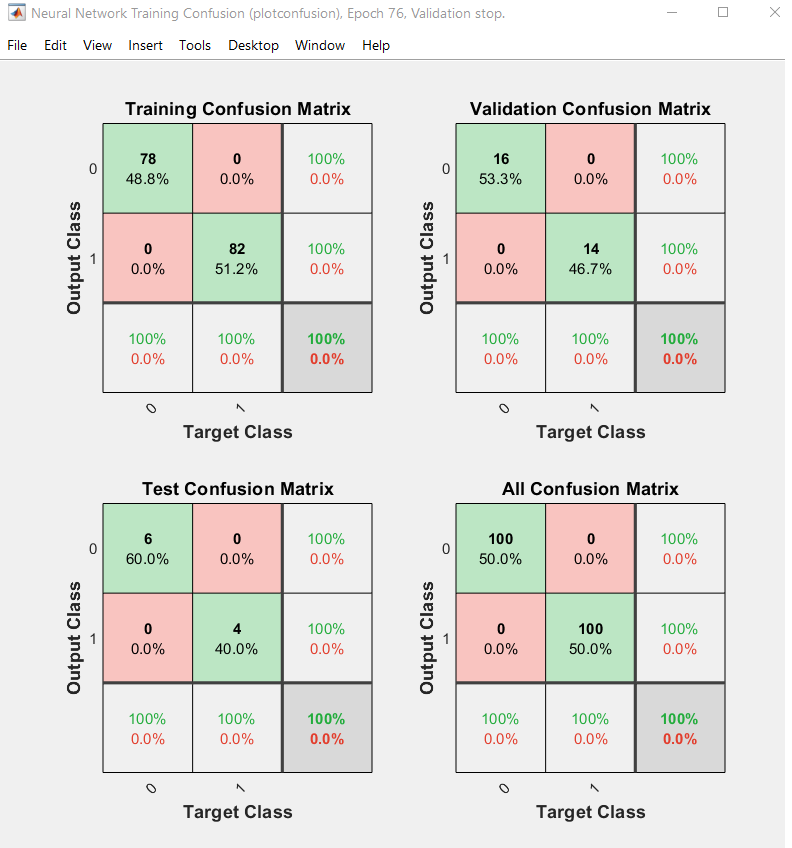 Neural Network Training Confusion (plotconfusion), Epoch 76, Validation stop.
File Edit View Insert Tools Desktop Window Help
Training Confusion Matrix
Output Class
0
78 0 100%
48.8% 0.0% 0.0%
1
0 82 100%
0.0% 51.2% 0.0%
100% 100% 100%
0.0% 0.0% 0.0%
0 1
Target Class
Validation Confusion Matrix
Output Class
0
16 0 100%
53.3% 0.0% 0.0%
1
0 14 100%
0.0% 46.7% 0.0%
100% 100% 100%
0.0% 0.0% 0.0%
0 1
Target Class
Test Confusion Matrix
Output Class
0
6 0 100%
60.0% 0.0% 0.0%
1
0 4 100%
0.0% 40.0% 0.0%
100% 100% 100%
0.0% 0.0% 0.0%
0 1
Target Class
All Confusion Matrix
Output Class
0
100 0 100%
50.0% 0.0% 0.0%
1
0 100 100%
0.0% 50.0% 0.0%
100% 100% 100%
0.0% 0.0% 0.0%
0 1
Target Class